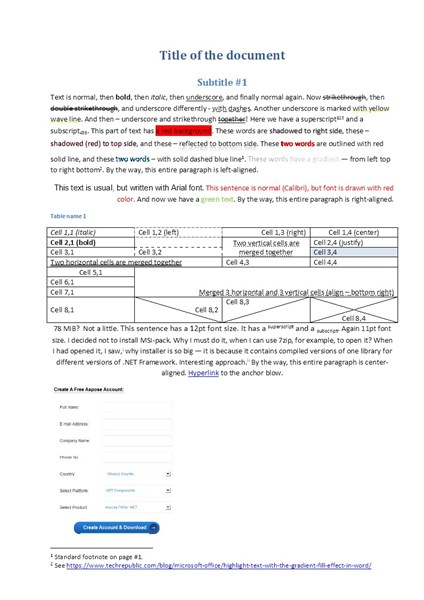 Title of the document
Subtitle #1
Text is normal, then bold, then italic, then underscore, and finally normal again. Now strikethrough, then
double strikethrough, and underscore differently - with dashes. Another underscore is marked with yellow
wave line. And then – underscore and strikethrough together! Here we have a superscript and a
subscript. This part of text has a red background. These words are shadowed to right side, these –
shadowed (red) to top side, and these – reflected to bottom side. These two words are outlined with red
solid line, and these two words – with solid dashed blue line¹. These words have a gradient — from left top
to right bottom². By the way, this entire paragraph is left-aligned.
This text is usual, but written with Arial font. This sentence is normal (Calibri), but font is drawn with red
color. And now we have a green text. By the way, this entire paragraph is right-aligned.
Table name 1
Cell 1,1 (italic) Cell 1,2 (left) Cell 1,3 (right) Cell 1,4 (center)
Cell 2,1 (bold) Two vertical cells are Cell 2,4 (justify)
Cell 3,1 Cell 3,2 merged together Cell 3,4
Two horizontal cells are merged together Cell 4,3 Cell 4,4
Cell 5,1
Cell 6,1
Cell 7,1 Merged 3 horizontal and 3 vertical cells (align – bottom right)
Cell 8,1 Cell 8,2 Cell 8,3 Cell 8,4
78 MIB? Not a little. This sentence has a 12pt font size. It has a superscript and a subscript. Again 11pt font
size. I decided not to install MSI-pack. Why I must do it, when I can use 7zip, for example, to open it? When
I had opened it, I saw, why installer is so big — it is because it contained compiled versions of one library for
different versions of .NET Framework. Interesting approach. By the way, this entire paragraph is center-
aligned. Hyperlink to the anchor blow.
Create A Free Aspose Account:
Full Name:
E-mail Address:
Company Name
Phone No
Country:
Select Platform:
Select Product:
Create Account & Download
¹ Standard footnote on page #1.
² See https://www.techrepublic.com/blog/microsoft-office/highlight-text-with-the-gradient-fill-effect-in-word/